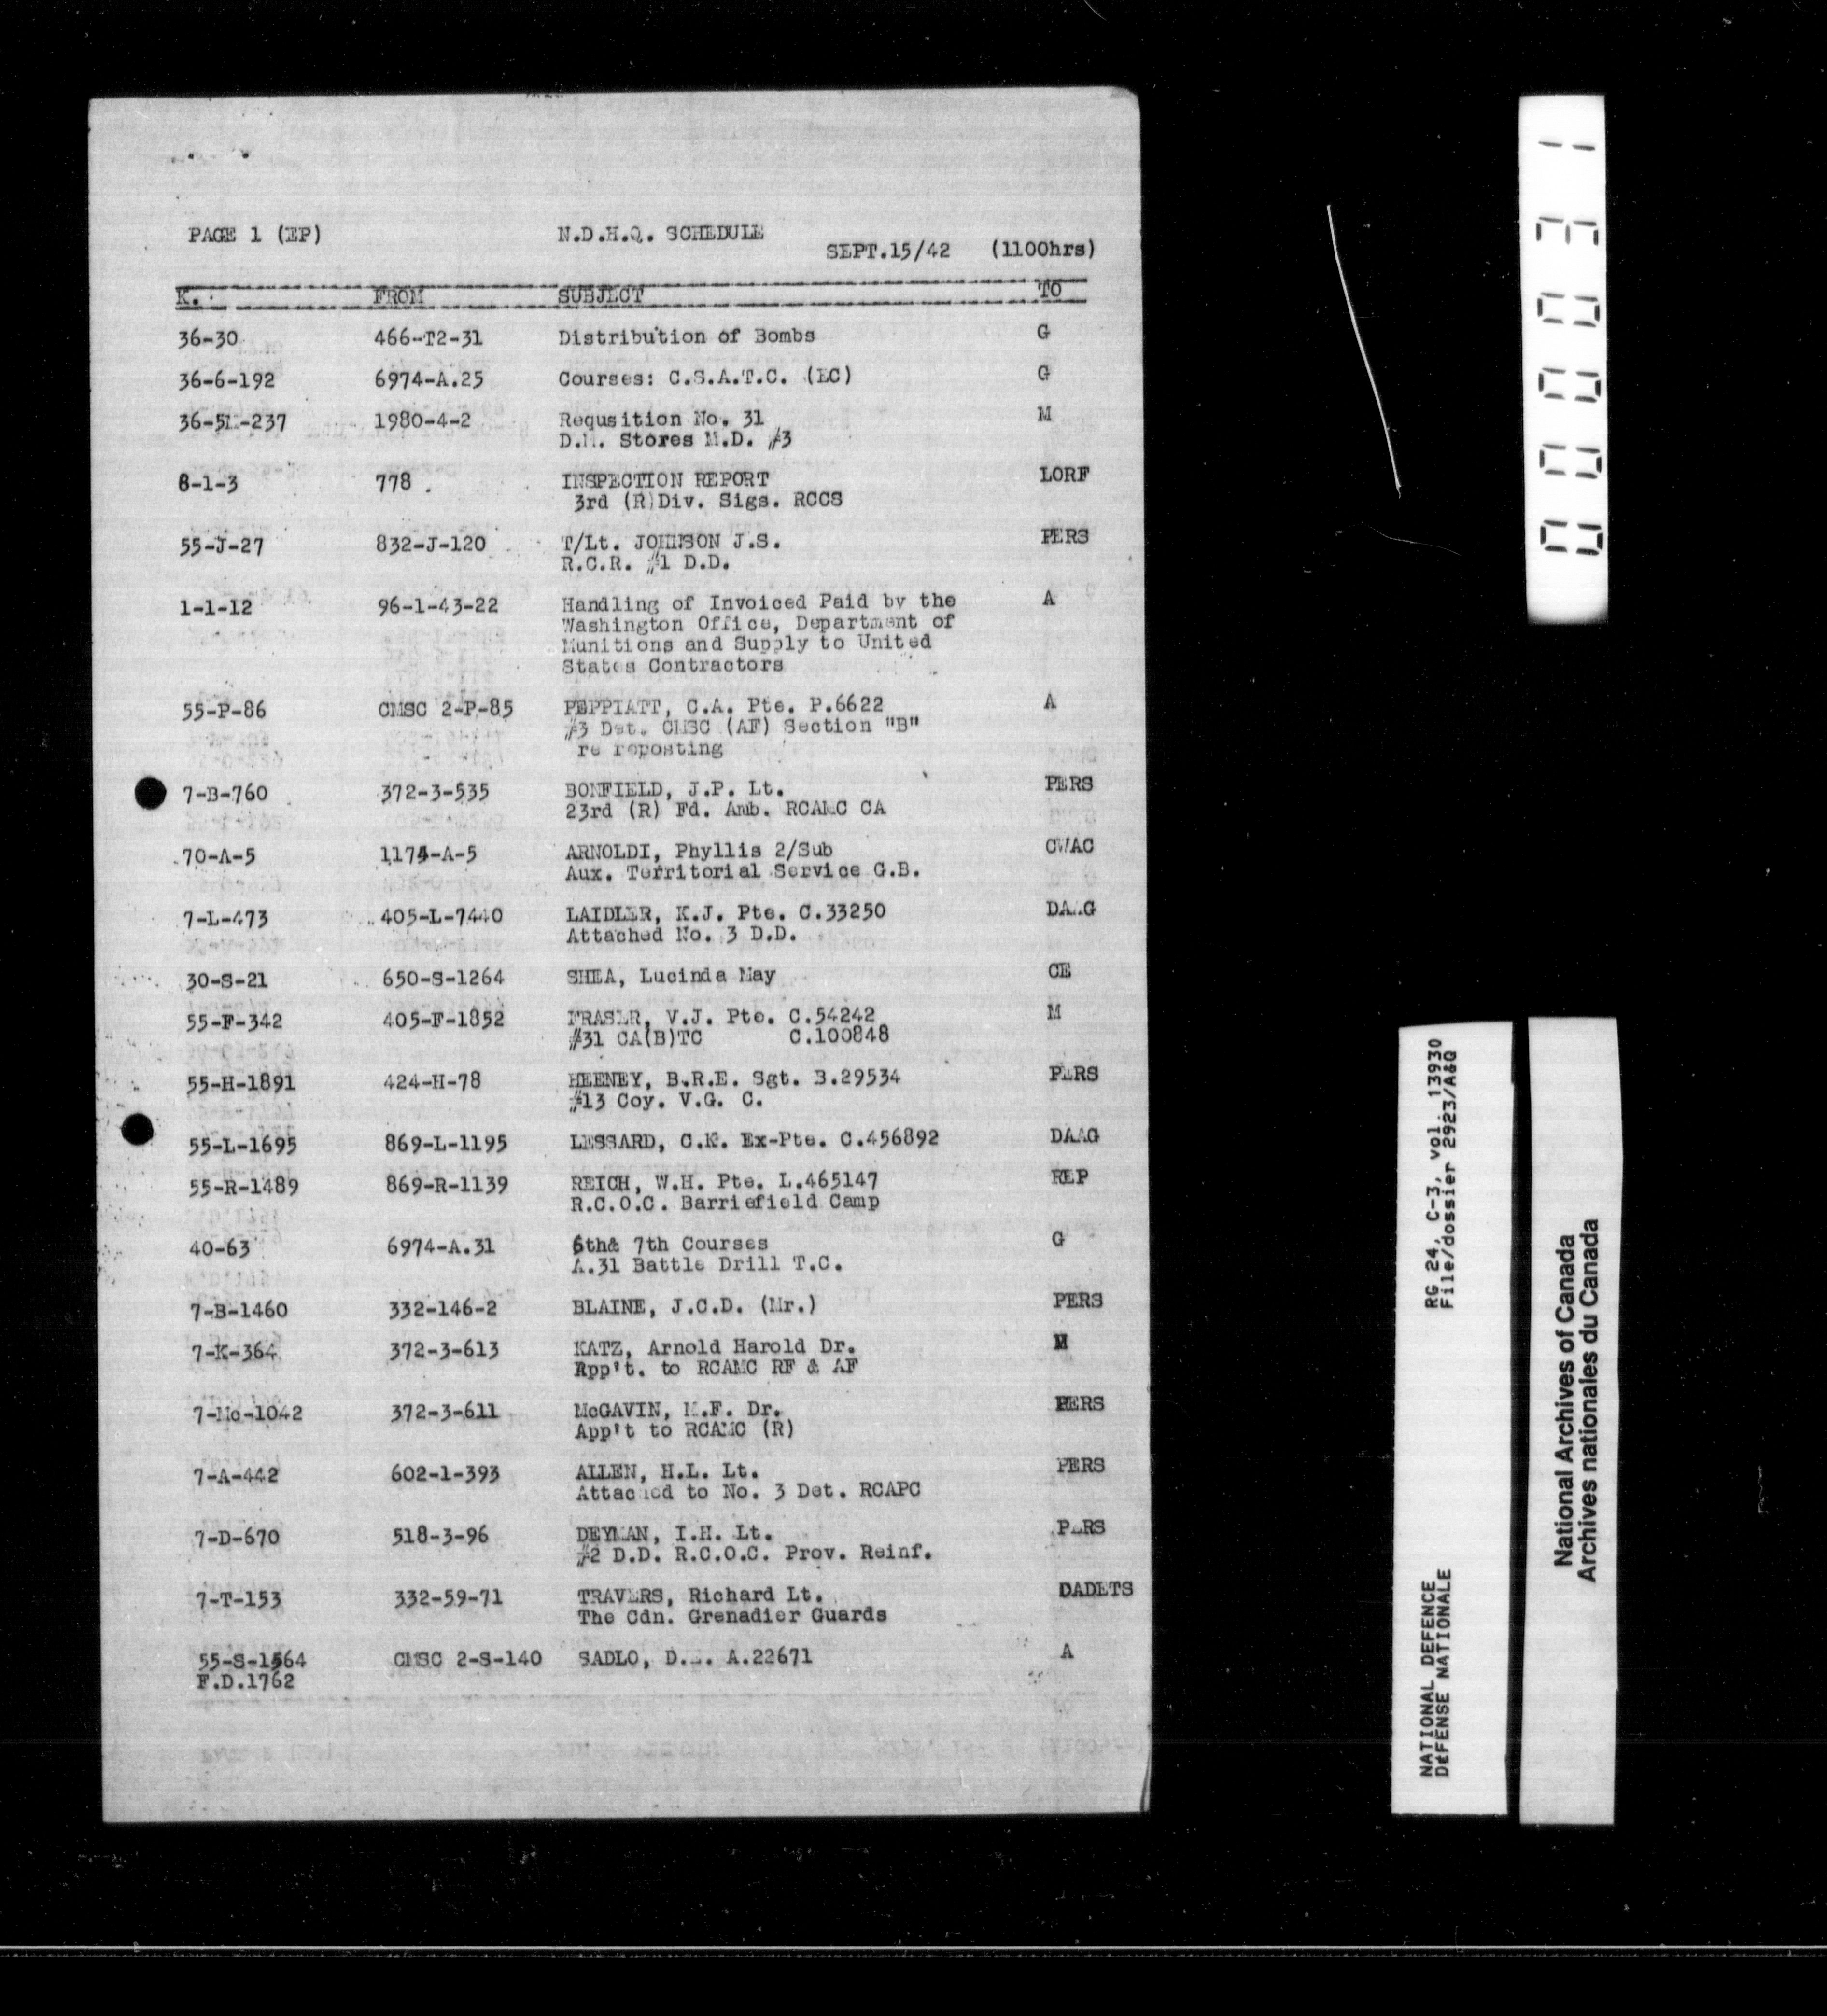 PAGE 1 (EP) N.D.H.Q. SCHEDULE
SEPT.15/42 (1100hrs)
K. FROM SUBJECT TO
36-30 466-T2-31 Distribution of Bombs G
36-6-192 6974-A.25 Courses: C.S.A.T.C. (EC) G
36-5M-237 1980-4-2 Requsition No. 31 M
D.M. Stores M.D. #3
8-1-3 778 . INSPECTION REPORT LORF
3rd (R)Div. Sigs. RCCS
55-J-27 832-J-120 T/Lt. JOHNSON J.S. PERS
R.C.R. #1 D.D.
1-1-12 96-1-43-22 Handling of Invoiced Paid by the A
Washington Office, Department of
Munitions and Supply to United
States Contractors
55-P-86 CMSC 2-P-85 PEPPIATT, C.A. Pte. P.6622 A
#3 Det. CMSC (AF) Section "B"
re reposting
7-B-760 372-3-535 BONFIELD, J.P. Lt. PERS
23rd (R) Fd. Amb. RCAMC CA
70-A-5 1174-A-5 ARNOLDI, Phyllis 2/Sub CWAC
Aux. Territorial Service G.B.
7-L-473 405-L-7440 LAIDLER, K.J. Pte. C.33250 DAAG
Attached No. 3 D.D.
30-S-21 650-S-1264 SHEA, Lucinda May CE
55-F-342 405-F-1852 FRASER, V.J. Pte. C.54242 M
#31 CA(B)TC C.100848
55-H-1891 424-H-78 HEENEY, B.R.E. Sgt. B.29534 PERS
#13 Coy. V.G. C.
55-L-1695 869-L-1195 LESSARD, C.K. Ex-Pte. C.456892 DAAG
55-R-1489 869-R-1139 REICH, W.H. Pte. L.465147 REP
R.C.O.C. Barriefield Camp
40-63 6974-A.31 6th& 7th Courses G
A.31 Battle Drill T.C.
7-B-1460 332-146-2 BLAINE, J.C.D. (Mr.) PERS
7-K-364 372-3-613 KATZ, Arnold Harold Dr. M
App't. to RCAMC RF & AF
7-Mc-1042 372-3-611 McGAVIN, M.F. Dr. PERS
App't to RCAMC (R)
7-A-442 602-1-393 ALLEN, H.L. Lt. PERS
Attached to No. 3 Det. RCAPC
7-D-670 518-3-96 DEYMAN, I.H. Lt. PERS
#2 D.D. R.C.O.C. Prov. Reinf.
7-T-153 332-59-71 TRAVERS, Richard Lt. DADETS
The Cdn. Grenadier Guards
55-S-1564 CMSC 2-S-140 SADLO, A.22671 A
F.D.1762
000031
RG 24, C-3, vol. 13930
File/dossier 2923/A&Q
NATIONAL DEFENCE
DEFENSE NATIONALE
National Archives of Canada
Archives nationales du Canada